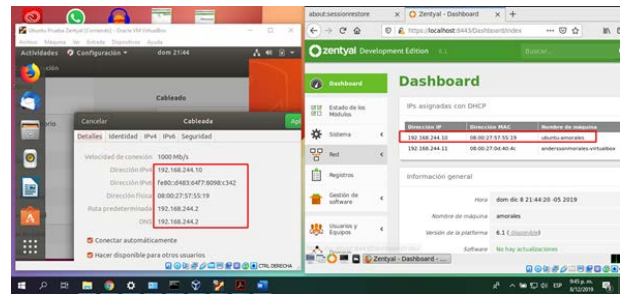 Ubuntu Prueba Zentyal (Corriendo) - Oracle VM VirtualBox
Archivo Máquina Ver Entrada Dispositivos Ayuda
Actividades Configuración dom 21:44
Cableado
Cancelar Cableada
Detalles Identidad IPv4 IPv6 Seguridad
Velocidad de conexión 1000 Mb/s
Dirección IPv4 192.168.244.10
Dirección IPv6 fe80::d483:64f7:8098:c342
Dirección física 08:00:27:57:55:19
Ruta predeterminada 192.168.244.2
DNS 192.168.244.2
Conectar automáticamente
Hacer disponible para otros usuarios
CTRL DERECHA
about:sessionrestore
Zentyal - Dashboard
https://localhost:8443/Dashboard/Index
zentyal Development Edition 6.1
Buscar...
Dashboard
Estado de los Módulos
Sistema
Red
Registros
Gestión de software
Usuarios y Equipos
Dashboard
IPs asignadas con DHCP
Dirección IP Dirección MAC Nombre de máquina
192.168.244.10 08:00:27:57:55:19 ubuntu-amorales
192.168.244.11 08:00:27:0d:40:4c anderssonmorales-virtualbox
Información general
Hora dom dic 8 21:44:20 -05 2019
Nombre de máquina amorales
Versión de la plataforma 6.1 (disponible)
Software No hay actualizaciones
Zentyal - Dashboard - ...
ESP
9:45 p. m.
8/12/2019